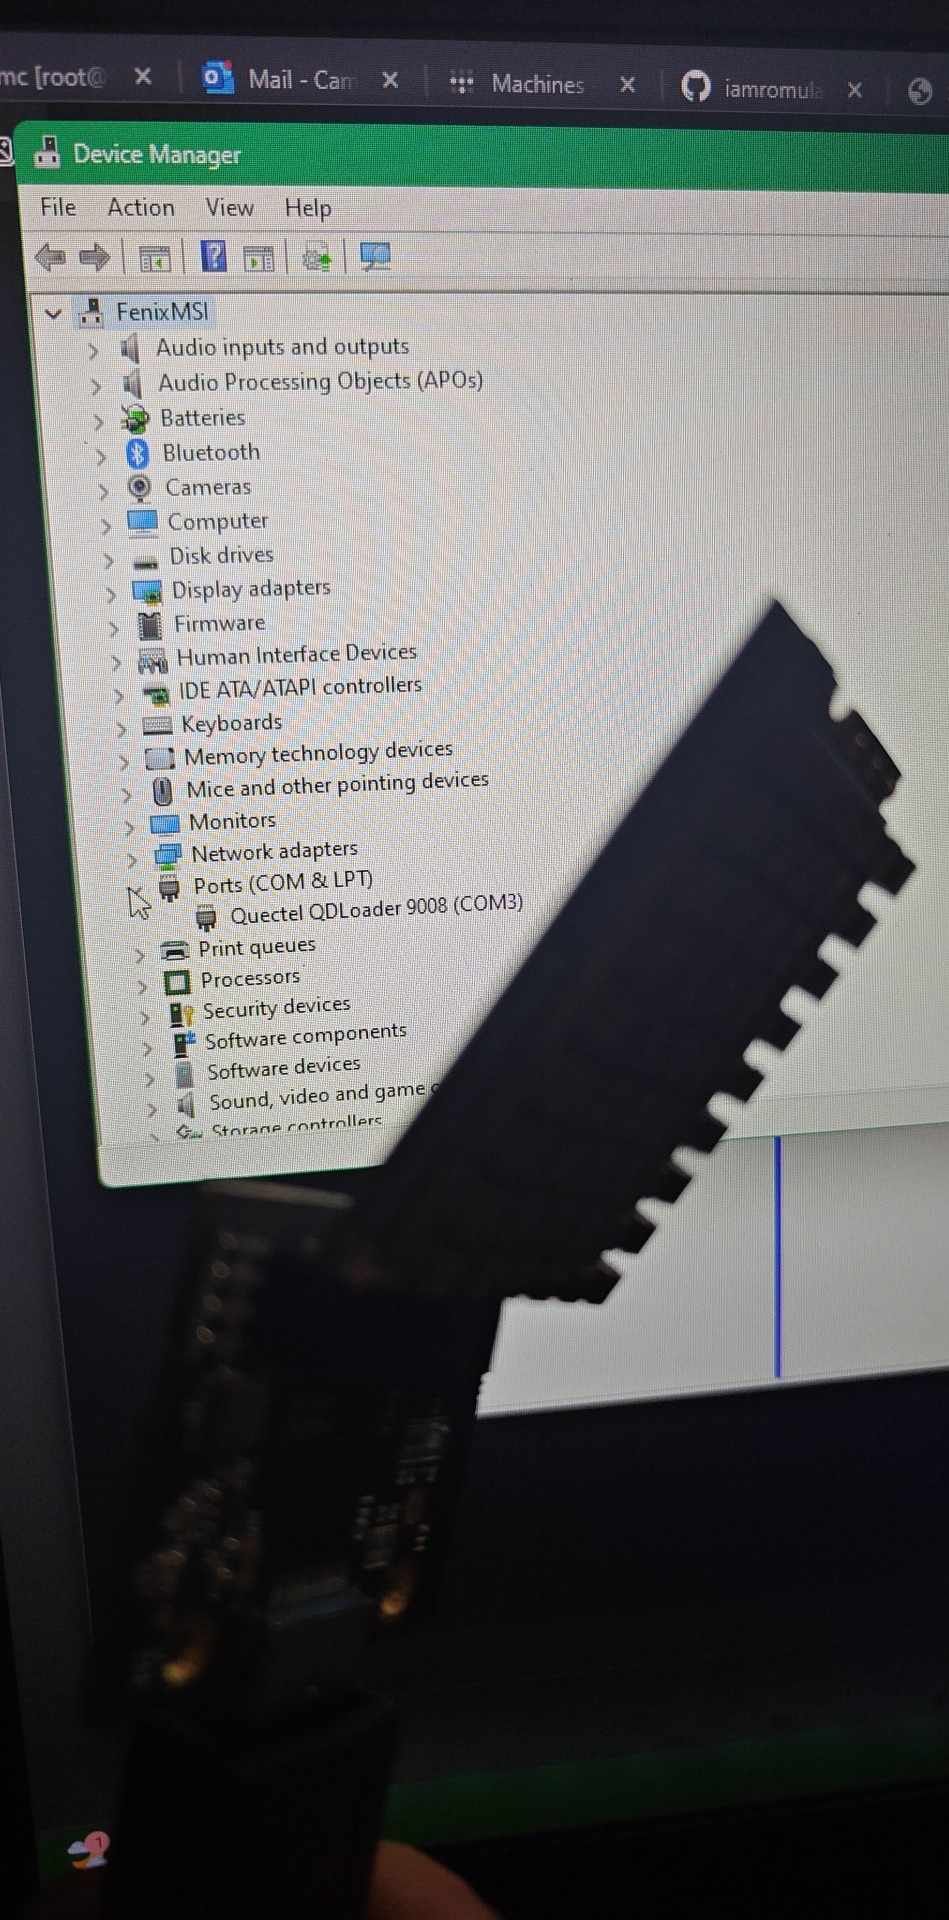 mc [root@
Mail - Cam
Machines
iamromula
Device Manager
File Action View Help
FenixMSI
Audio inputs and outputs
Audio Processing Objects (APOs)
Batteries
Bluetooth
Cameras
Computer
Disk drives
Display adapters
Firmware
Human Interface Devices
IDE ATA/ATAPI controllers
Keyboards
Memory technology devices
Mice and other pointing devices
Monitors
Network adapters
Ports (COM & LPT)
Quectel QDLoader 9008 (COM3)
Print queues
Processors
Security devices
Software components
Software devices
Sound, video and game
Storage controllers
1